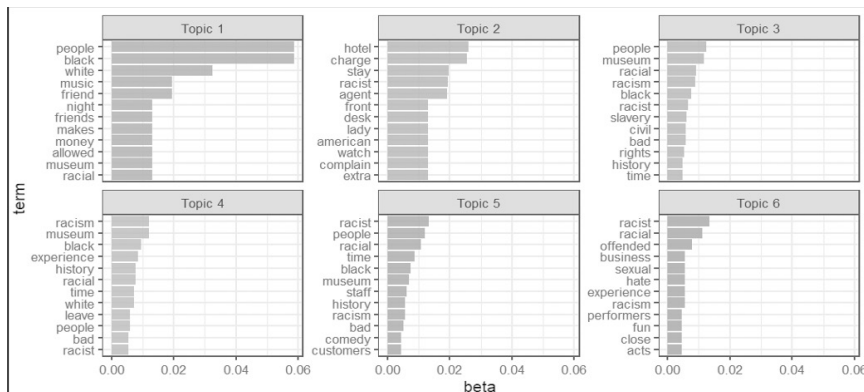 Topic 1
Topic 2
Topic 3
people
black
white
music
friend
night
friends
makes
money
allowed
museum
racial
hotel
charge
stay
racist
agent
front
desk
lady
american
watch
complain
extra
people
museum
racial
racism
black
racist
slavery
civil
bad
rights
history
time
term
Topic 4
Topic 5
Topic 6
racism
museum
black
experience
history
racial
time
white
leave
people
bad
racist
racist
people
racial
time
black
museum
staff
history
racism
bad
comedy
customers
racist
racial
offended
business
sexual
hate
experience
racism
performers
fun
close
acts
0.00 0.02 0.04 0.06
0.00 0.02 0.04 0.06
0.00 0.02 0.04 0.06
beta